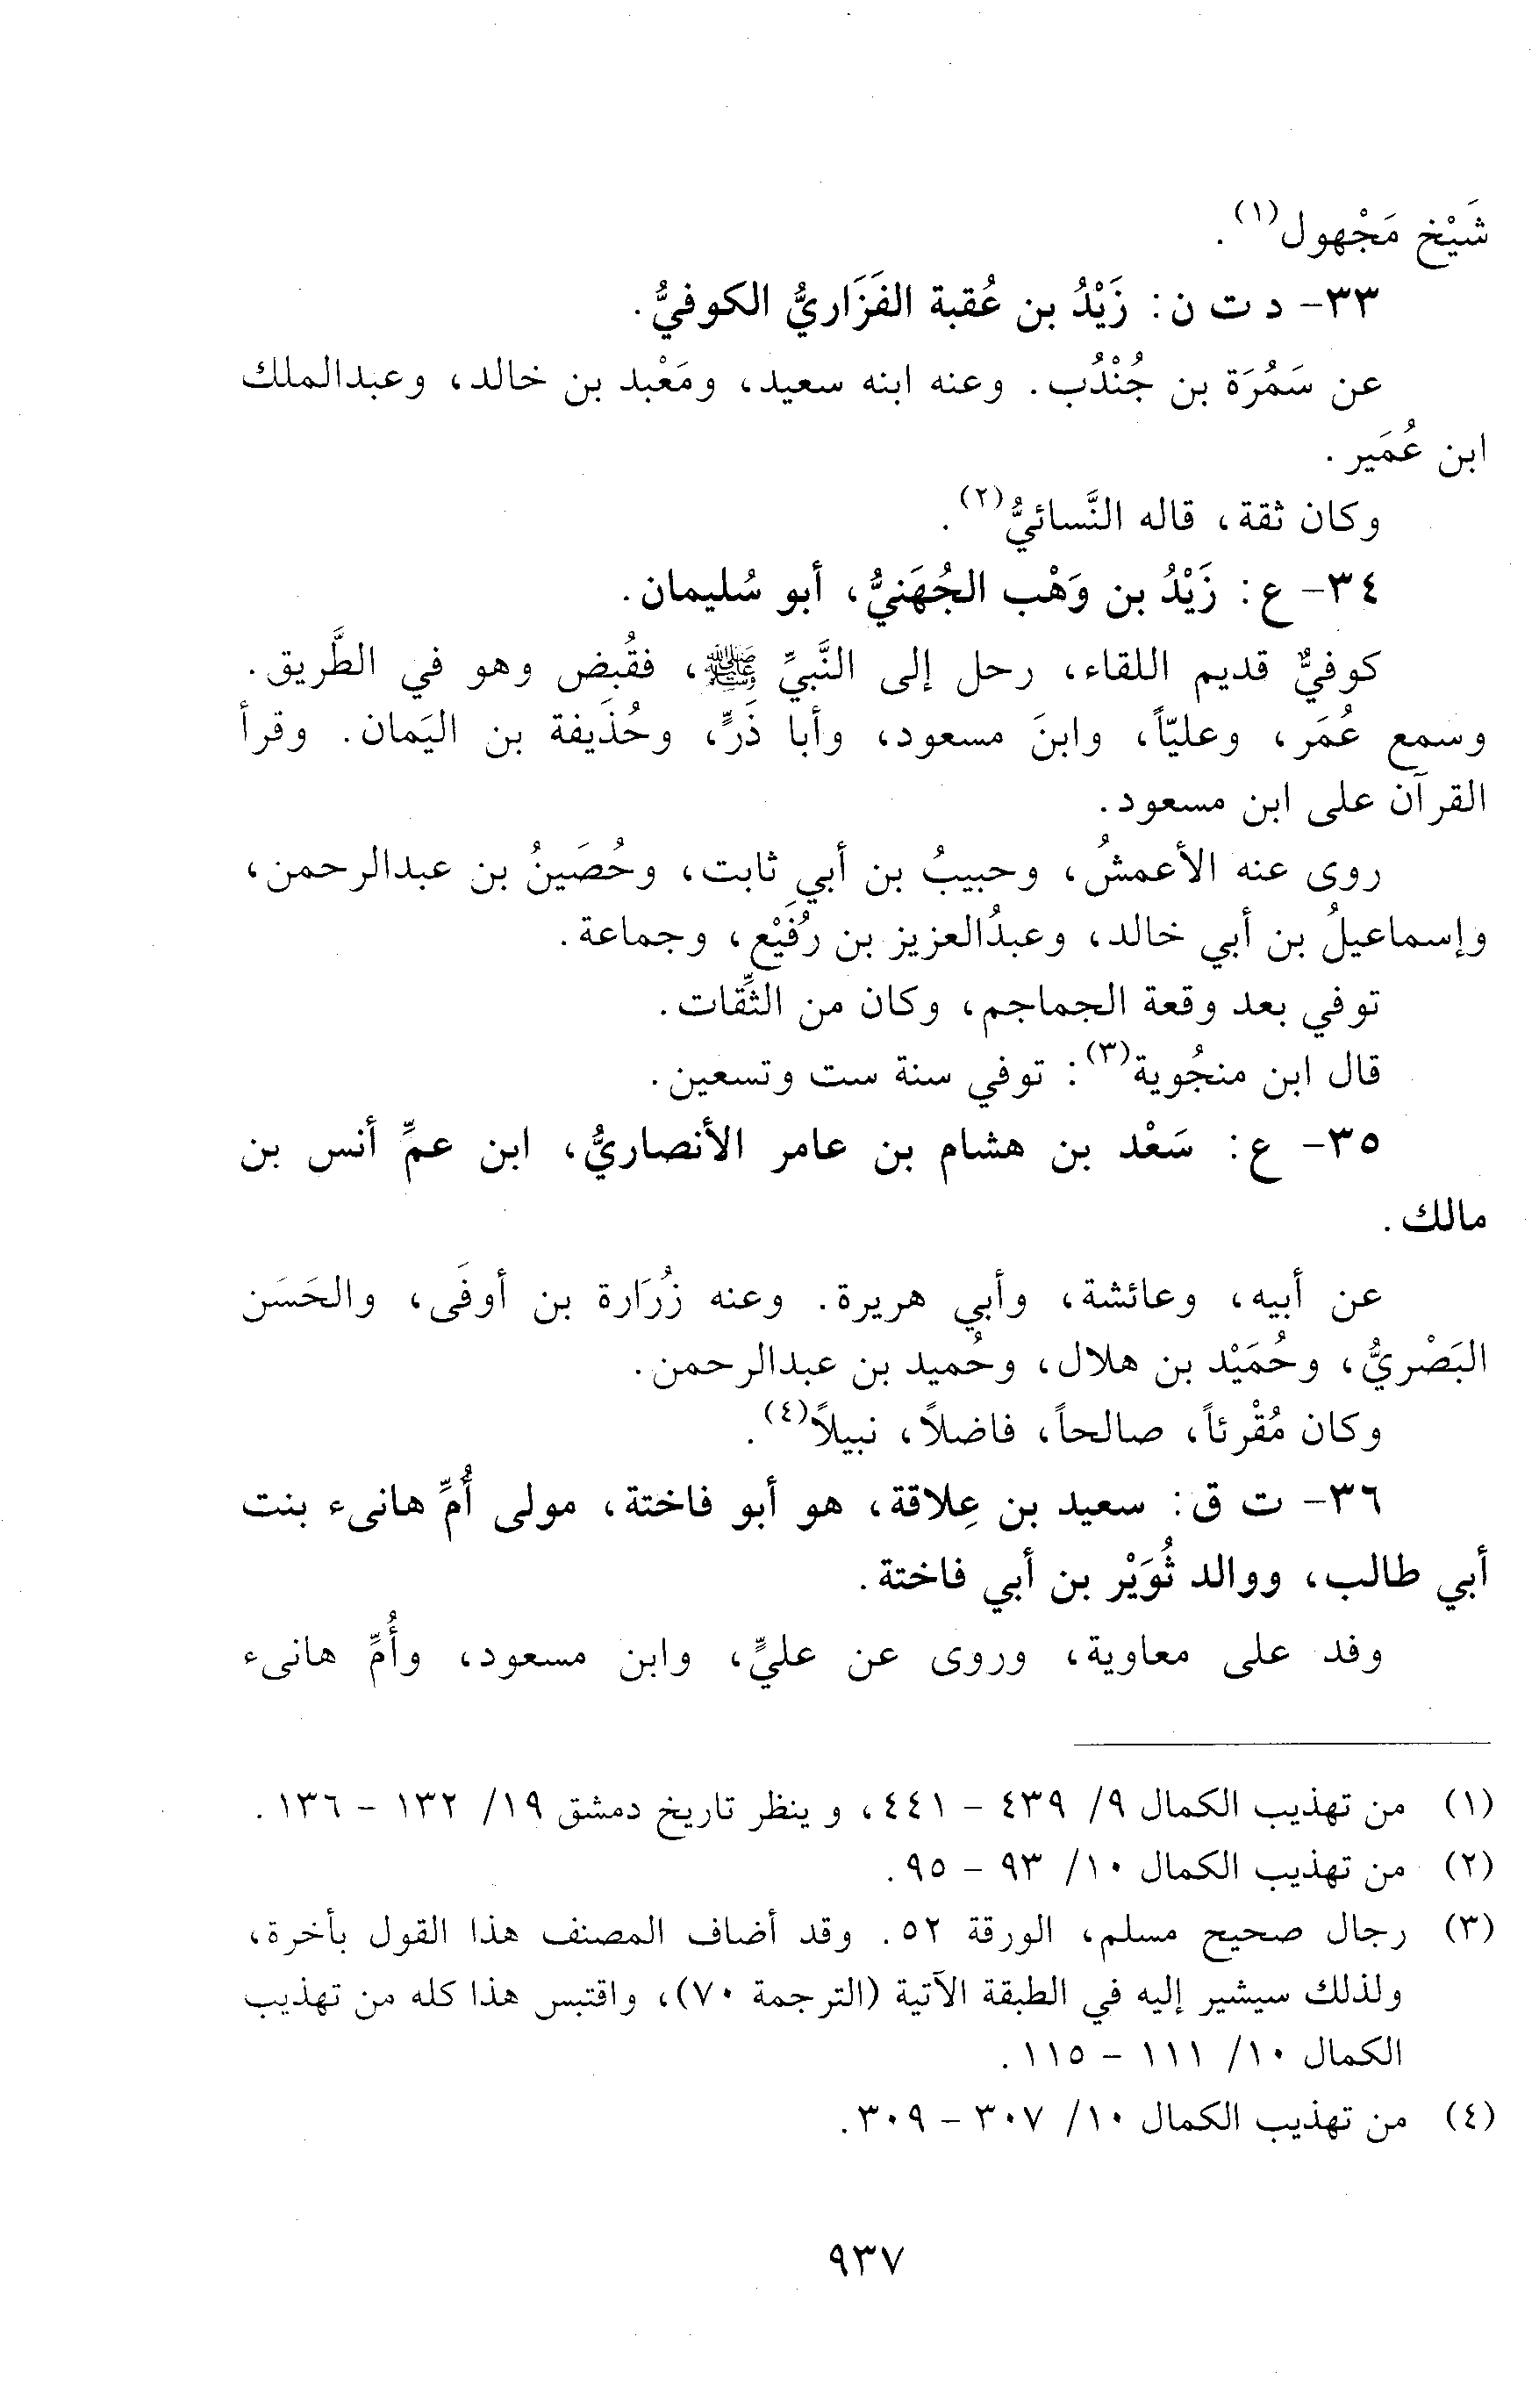 شَيْخ مَجْهول(١).
٣٣- د ت ن: زَيْدُ بن عُقبة الفَزَاريُّ الكوفيُّ.
عن سَمُرَة بن جُنْدُب. وعنه ابنه سعيد، ومَعْبد بن خالد، وعبدالملك
ابن عُمَير.
وكان ثقة، قاله النَّسائيُّ(٢).
٣٤- ع: زَيْدُ بن وَهْب الجُهَنيُّ، أبو سُليمان.
كوفيٌّ قديم اللقاء، رحل إلى النَّبيِّ ﷺ، فقُبِض وهو في الطَّريق.
وسمع عُمَر، وعليّاً، وابنَ مسعود، وأبا ذَرٍّ، وحُذَيفة بن اليَمان. وقرأ
القرآن على ابن مسعود.
روى عنه الأعمشُ، وحبيبُ بن أبي ثابت، وحُصَينُ بن عبدالرحمن،
وإسماعيلُ بن أبي خالد، وعبدُالعزيز بن رُفَيْع، وجماعة.
توفي بعد وقعة الجماجم، وكان من الثِّقات.
قال ابن منجُوية(٣): توفي سنة ست وتسعين.
٣٥- ع: سَعْد بن هشام بن عامر الأنصاريُّ، ابن عمِّ أنس بن
مالك.
عن أبيه، وعائشة، وأبي هريرة. وعنه زُرَارة بن أوفَى، والحَسَن
البَصْريُّ، وحُمَيْد بن هلال، وحُميد بن عبدالرحمن.
وكان مُقْرئاً، صالحاً، فاضلاً، نبيلاً(٤).
٣٦- ت ق: سعيد بن عِلاقة، هو أبو فاختة، مولى أُمِّ هانىء بنت
أبي طالب، ووالد ثُوَيْر بن أبي فاختة.
وفد على معاوية، وروى عن عليٍّ، وابن مسعود، وأُمِّ هانىء
(١) من تهذيب الكمال ٩/ ٤٣٩ - ٤٤١، و ينظر تاريخ دمشق ١٩/ ١٣٢ - ١٣٦.
(٢) من تهذيب الكمال ١٠/ ٩٣ - ٩٥.
(٣) رجال صحيح مسلم، الورقة ٥٢. وقد أضاف المصنف هذا القول بأخرة،
ولذلك سيشير إليه في الطبقة الآتية (الترجمة ٧٠)، واقتبس هذا كله من تهذيب
الكمال ١٠/ ١١١ - ١١٥.
(٤) من تهذيب الكمال ١٠/ ٣٠٧ - ٣٠٩.
٩٣٧